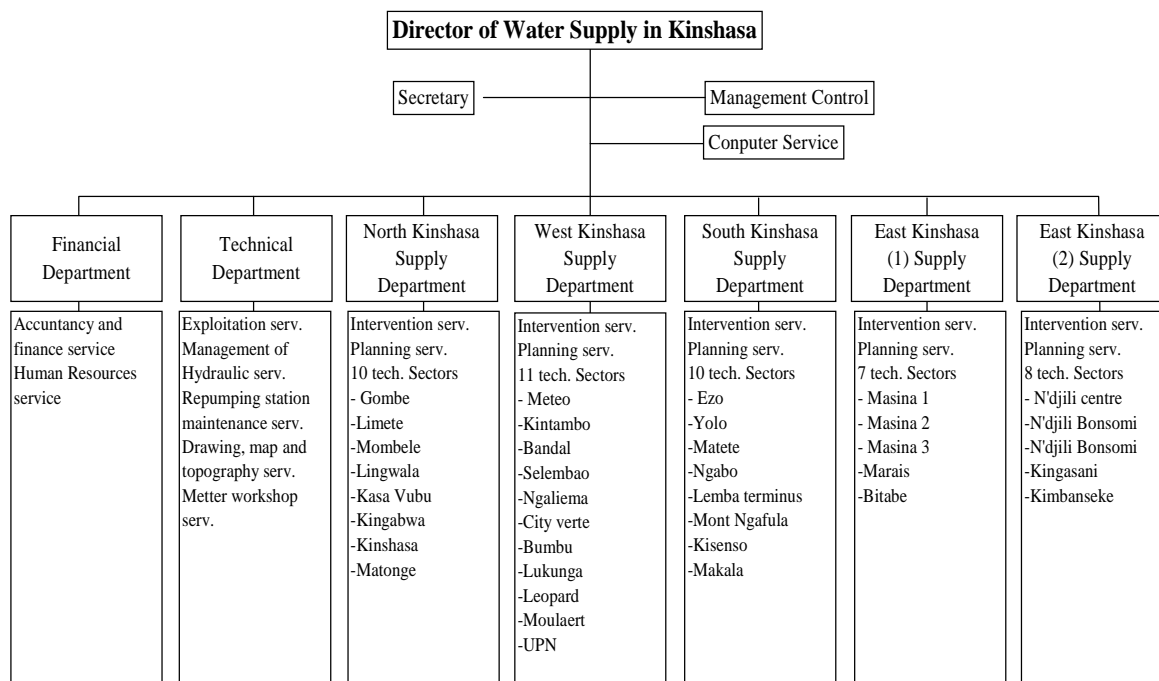 Director of Water Supply in Kinshasa
Secretary
Management Control
Conputer Service
Financial
Department
Technical
Department
North Kinshasa
Supply
Department
West Kinshasa
Supply
Department
South Kinshasa
Supply
Department
East Kinshasa
(1) Supply
Department
East Kinshasa
(2) Supply
Department
Accuntancy and
finance service
Human Resources
service
Exploitation serv.
Management of
Hydraulic serv.
Repumping station
maintenance serv.
Drawing, map and
topography serv.
Metter workshop
serv.
Intervention serv.
Planning serv.
10 tech. Sectors
- Gombe
-Limete
-Mombele
-Lingwala
-Kasa Vubu
-Kingabwa
-Kinshasa
-Matonge
Intervention serv.
Planning serv.
11 tech. Sectors
- Meteo
-Kintambo
-Bandal
-Selembao
-Ngaliema
-City verte
-Bumbu
-Lukunga
-Leopard
-Moulaert
-UPN
Intervention serv.
Planning serv.
10 tech. Sectors
- Ezo
-Yolo
-Matete
-Ngabo
-Lemba terminus
-Mont Ngafula
-Kisenso
-Makala
Intervention serv.
Planning serv.
7 tech. Sectors
- Masina 1
- Masina 2
- Masina 3
-Marais
-Bitabe
Intervention serv.
Planning serv.
8 tech. Sectors
- N'djili centre
-N'djili Bonsomi
-N'djili Bonsomi
-Kingasani
-Kimbanseke